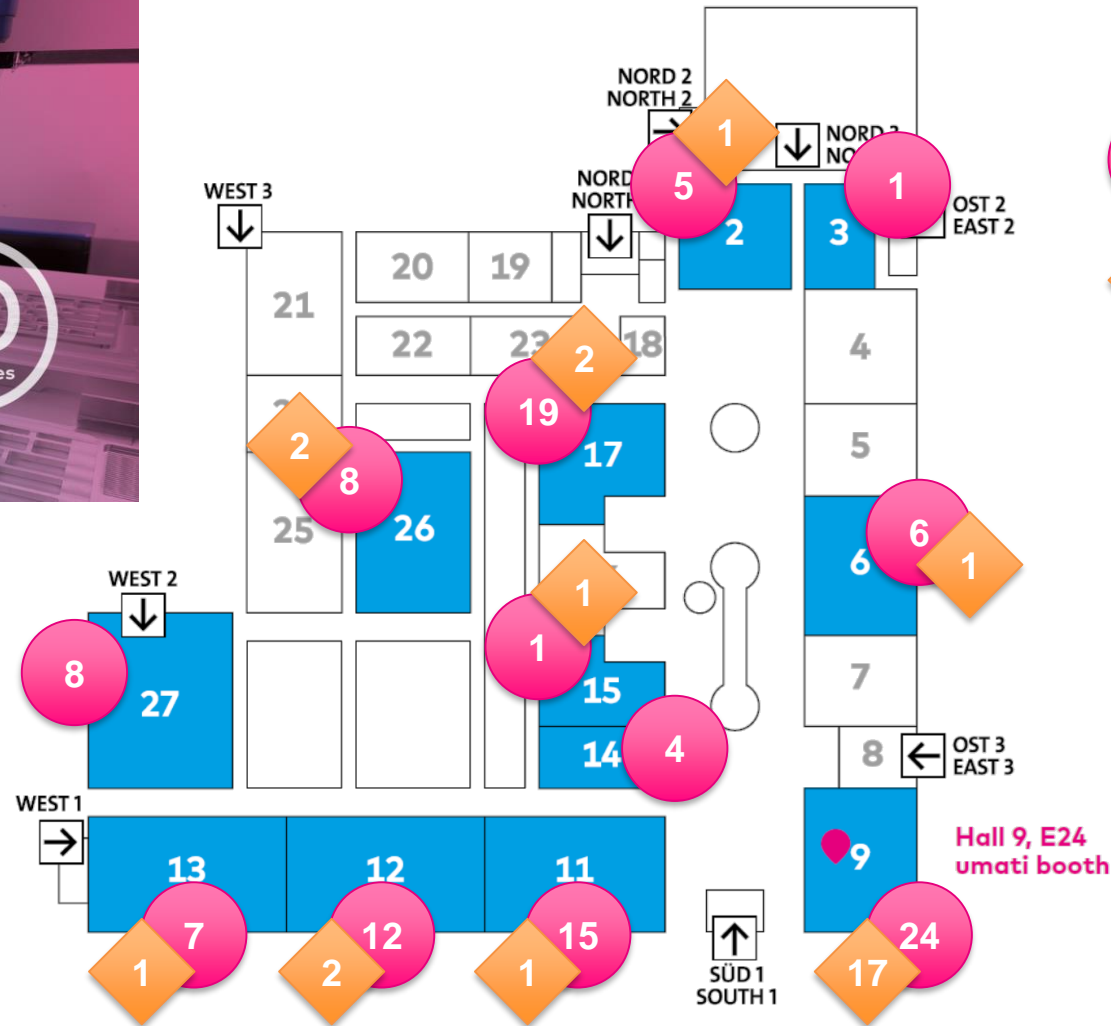 es
NORD 2
NORTH 2
1
NORD 3
5
1
WEST 3
NORD
NORTH
2
3
OST 2
EAST 2
20
19
21
22
23
2
18
4
19
17
5
2
8
25
26
6
6
1
1
WEST 2
1
8
27
15
7
14
4
8
OST 3
EAST 3
WEST 1
13
12
11
9
Hall 9, E24
umati booth
7
12
15
24
1
2
1
17
SÜD 1
SOUTH 1